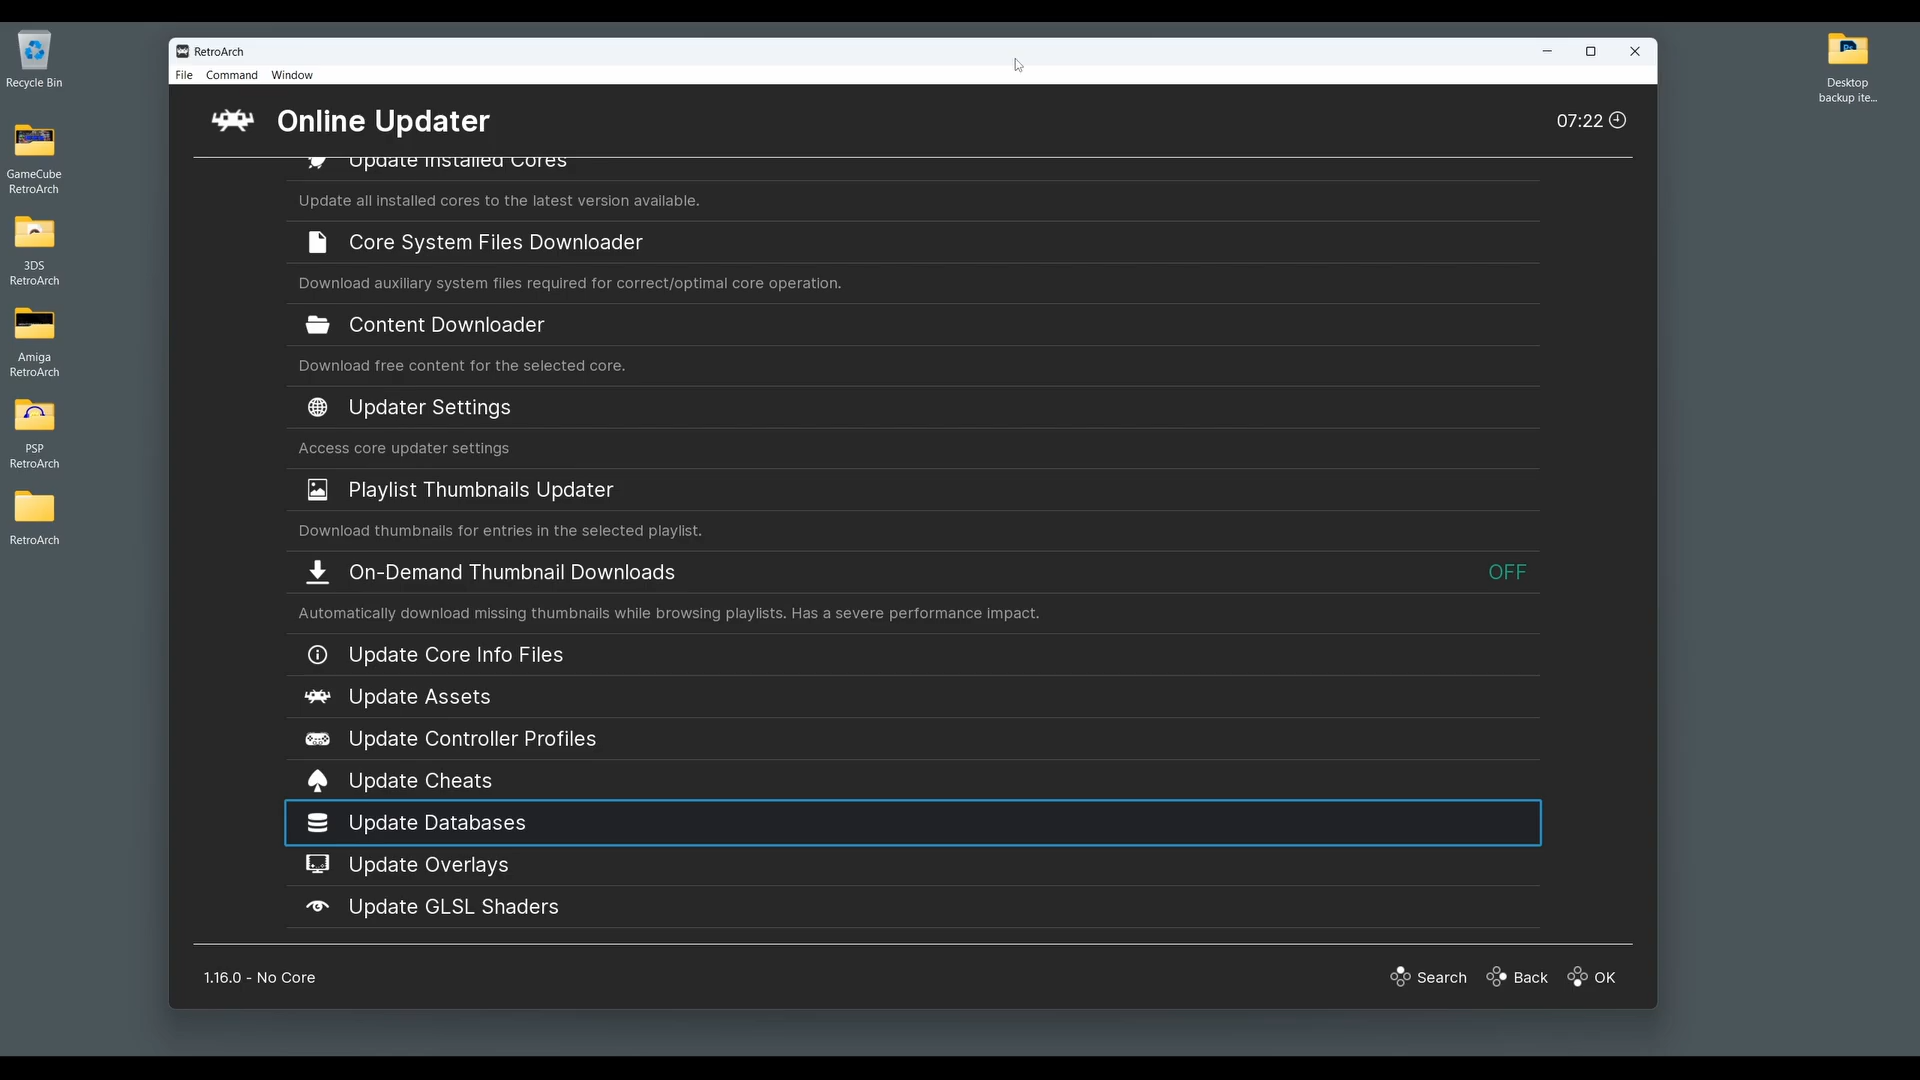 Recycle Bin
GameCube
RetroArch
3DS
RetroArch
Amiga
RetroArch
PSP
RetroArch
RetroArch
RetroArch
File Command Window
Online Updater
07:22
Update Installed Cores
Update all installed cores to the latest version available.
Core System Files Downloader
Download auxiliary system files required for correct/optimal core operation.
Content Downloader
Download free content for the selected core.
Updater Settings
Access core updater settings
Playlist Thumbnails Updater
Download thumbnails for entries in the selected playlist.
On-Demand Thumbnail Downloads OFF
Automatically download missing thumbnails while browsing playlists. Has a severe performance impact.
Update Core Info Files
Update Assets
Update Controller Profiles
Update Cheats
Update Databases
Update Overlays
Update GLSL Shaders
1.16.0 - No Core
Search Back OK
Ps
Desktop
backup ite...